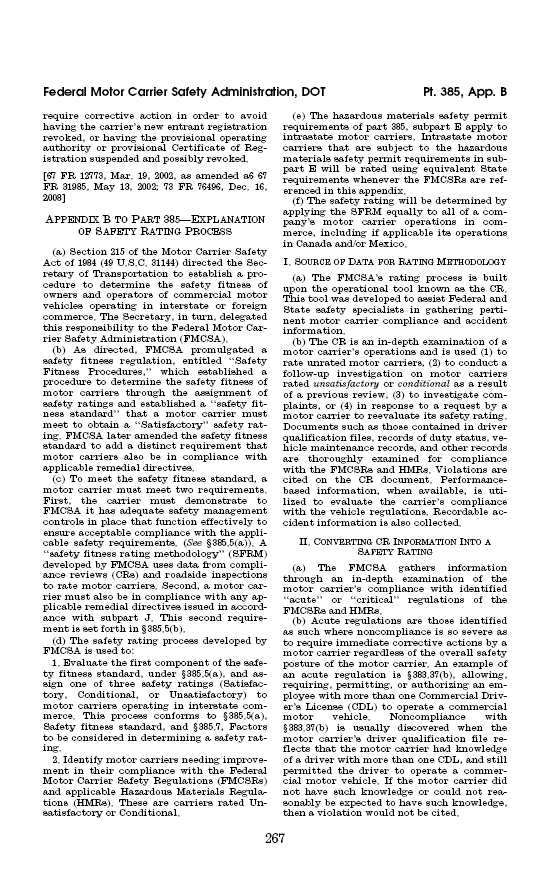 Federal Motor Carrier Safety Administration, DOT
Pt. 385, App. B
require corrective action in order to avoid
having the carrier's new entrant registration
revoked, or having the provisional operating
authority or provisional Certificate of Reg-
istration suspended and possibly revoked.
[67 FR 12773, Mar. 19, 2002, as amended a6 67
FR 31985, May 13, 2002; 73 FR 76496, Dec. 16,
2008]
APPENDIX B TO PART 385—EXPLANATION
OF SAFETY RATING PROCESS
(a) Section 215 of the Motor Carrier Safety
Act of 1984 (49 U.S.C. 31144) directed the Sec-
retary of Transportation to establish a pro-
cedure to determine the safety fitness of
owners and operators of commercial motor
vehicles operating in interstate or foreign
commerce. The Secretary, in turn, delegated
this responsibility to the Federal Motor Car-
rier Safety Administration (FMCSA).
(b) As directed, FMCSA promulgated a
safety fitness regulation, entitled ''Safety
Fitness Procedures,'' which established a
procedure to determine the safety fitness of
motor carriers through the assignment of
safety ratings and established a ''safety fit-
ness standard'' that a motor carrier must
meet to obtain a ''Satisfactory'' safety rat-
ing. FMCSA later amended the safety fitness
standard to add a distinct requirement that
motor carriers also be in compliance with
applicable remedial directives.
(c) To meet the safety fitness standard, a
motor carrier must meet two requirements.
First, the carrier must demonstrate to
FMCSA it has adequate safety management
controls in place that function effectively to
ensure acceptable compliance with the appli-
cable safety requirements. (See §385.5(a)). A
''safety fitness rating methodology'' (SFRM)
developed by FMCSA uses data from compli-
ance reviews (CRs) and roadside inspections
to rate motor carriers. Second, a motor car-
rier must also be in compliance with any ap-
plicable remedial directives issued in accord-
ance with subpart J. This second require-
ment is set forth in §385.5(b).
(d) The safety rating process developed by
FMCSA is used to:
1. Evaluate the first component of the safe-
ty fitness standard, under §385.5(a), and as-
sign one of three safety ratings (Satisfac-
tory, Conditional, or Unsatisfactory) to
motor carriers operating in interstate com-
merce. This process conforms to §385.5(a),
Safety fitness standard, and §385.7, Factors
to be considered in determining a safety rat-
ing.
2. Identify motor carriers needing improve-
ment in their compliance with the Federal
Motor Carrier Safety Regulations (FMCSRs)
and applicable Hazardous Materials Regula-
tions (HMRs). These are carriers rated Un-
satisfactory or Conditional.
(e) The hazardous materials safety permit
requirements of part 385, subpart E apply to
intrastate motor carriers. Intrastate motor
carriers that are subject to the hazardous
materials safety permit requirements in sub-
part E will be rated using equivalent State
requirements whenever the FMCSRs are ref-
erenced in this appendix.
(f) The safety rating will be determined by
applying the SFRM equally to all of a com-
pany's motor carrier operations in com-
merce, including if applicable its operations
in Canada and/or Mexico.
I. SOURCE OF DATA FOR RATING METHODOLOGY
(a) The FMCSA's rating process is built
upon the operational tool known as the CR.
This tool was developed to assist Federal and
State safety specialists in gathering perti-
nent motor carrier compliance and accident
information.
(b) The CR is an in-depth examination of a
motor carrier's operations and is used (1) to
rate unrated motor carriers, (2) to conduct a
follow-up investigation on motor carriers
rated unsatisfactory or conditional as a result
of a previous review, (3) to investigate com-
plaints, or (4) in response to a request by a
motor carrier to reevaluate its safety rating.
Documents such as those contained in driver
qualification files, records of duty status, ve-
hicle maintenance records, and other records
are thoroughly examined for compliance
with the FMCSRs and HMRs. Violations are
cited on the CR document. Performance-
based information, when available, is uti-
lized to evaluate the carrier's compliance
with the vehicle regulations. Recordable ac-
cident information is also collected.
II. CONVERTING CR INFORMATION INTO A
SAFETY RATING
(a) The FMCSA gathers information
through an in-depth examination of the
motor carrier's compliance with identified
''acute'' or ''critical'' regulations of the
FMCSRs and HMRs.
(b) Acute regulations are those identified
as such where noncompliance is so severe as
to require immediate corrective actions by a
motor carrier regardless of the overall safety
posture of the motor carrier. An example of
an acute regulation is §383.37(b), allowing,
requiring, permitting, or authorizing an em-
ployee with more than one Commercial Driv-
er's License (CDL) to operate a commercial
motor vehicle. Noncompliance with
§383.37(b) is usually discovered when the
motor carrier's driver qualification file re-
flects that the motor carrier had knowledge
of a driver with more than one CDL, and still
permitted the driver to operate a commer-
cial motor vehicle. If the motor carrier did
not have such knowledge or could not rea-
sonably be expected to have such knowledge,
then a violation would not be cited.
267